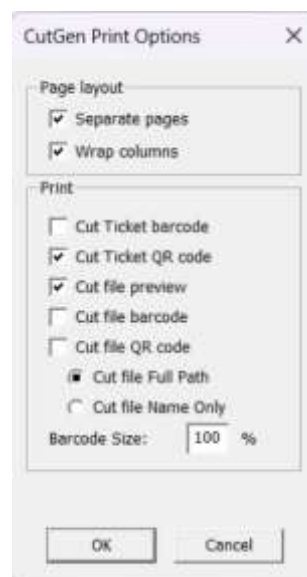 CutGen Print Options
Page layout
Separate pages
Wrap columns
Print
Cut Ticket barcode
Cut Ticket QR code
Cut file preview
Cut file barcode
Cut file QR code
Cut file Full Path
Cut file Name Only
Barcode Size: 100 %
OK Cancel